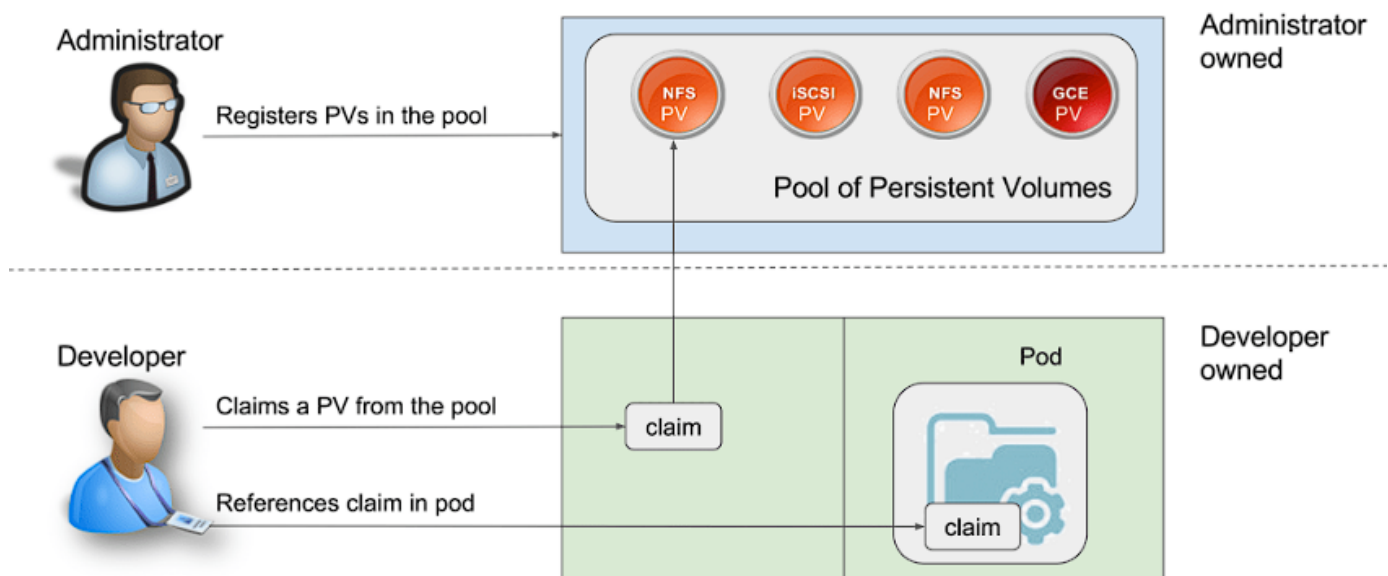 Administrator
Registers PVs in the pool
NFS
PV
iSCSI
PV
NFS
PV
GCE
PV
Pool of Persistent Volumes
Administrator
owned
Developer
Claims a PV from the pool
claim
References claim in pod
Pod
claim
Developer
owned